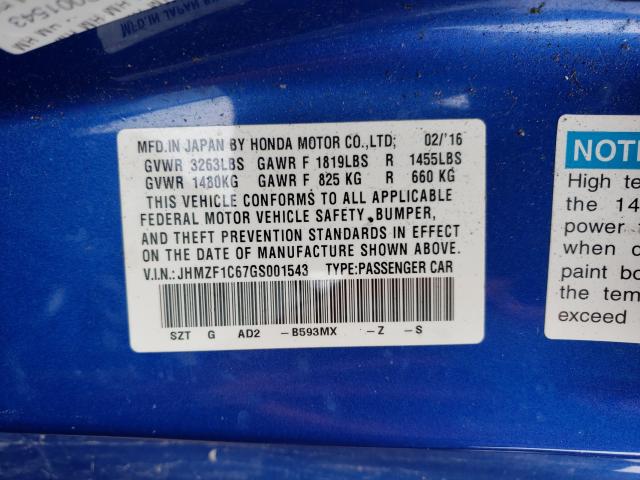 001543
MFD.IN JAPAN BY HONDA MOTOR CO.,LTD; 02/'16
GVWR 3263LBS GAWR F 1819LBS R 1455LBS
GVWR 1480KG GAWR F 825 KG R 660 KG
THIS VEHICLE CONFORMS TO ALL APPLICABLE
FEDERAL MOTOR VEHICLE SAFETY, BUMPER,
AND THEFT PREVENTION STANDARDS IN EFFECT ON
DATE OF MANUFACTURE SHOWN ABOVE.
V.I.N.:JHMZF1C67GS001543 TYPE:PASSENGER CAR
SZT G AD2 -B593MX -Z -S
High te
the 14
power f
when
paint bo
the tem
exceed